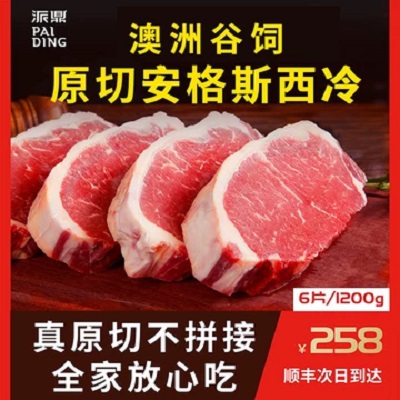 派鼎
PAI
DING
澳洲谷饲
原切安格斯西冷
6片/1200g
真原切不拼接
全家放心吃
¥258
顺丰次日到达